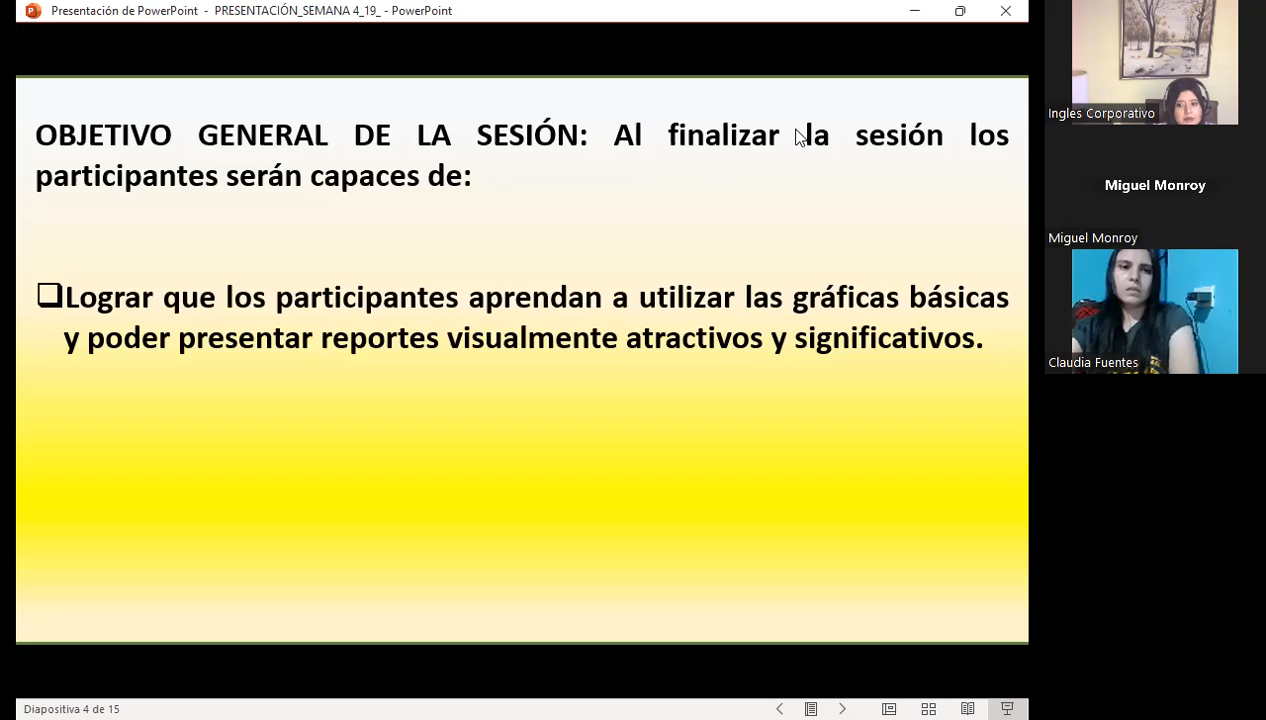 Presentación de PowerPoint - PRESENTACIÓN_SEMANA 4_19_ - PowerPoint
OBJETIVO GENERAL DE LA SESIÓN: Al finalizar la sesión los
participantes serán capaces de:
Lograr que los participantes aprendan a utilizar las gráficas básicas
y poder presentar reportes visualmente atractivos y significativos.
Diapositiva 4 de 15
Ingles Corporativo
Miguel Monroy
Miguel Monroy
Claudia Fuentes